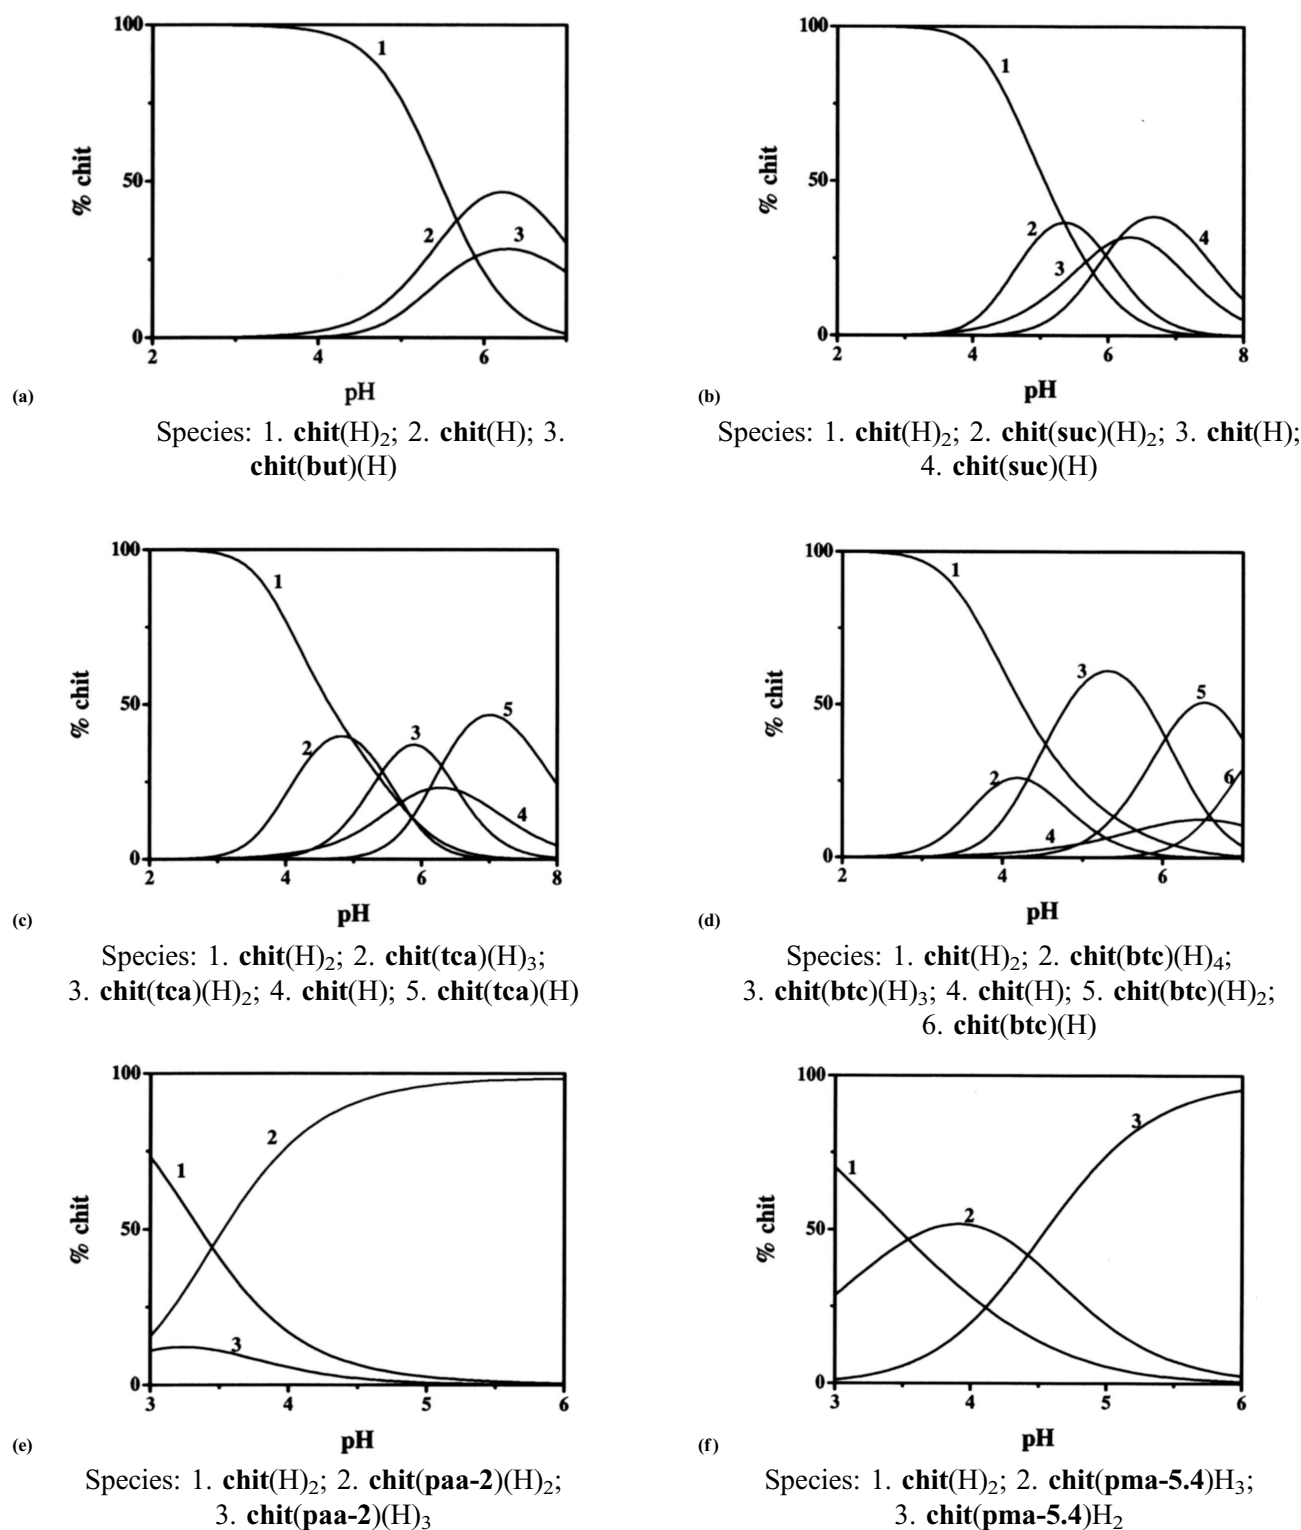 100
50
0
% chit
1
2
3
2
4
6
pH
(a)
Species: 1. chit(H)2; 2. chit(H); 3.
chit(but)(H)
100
50
0
% chit
1
2
3
4
2
4
6
8
pH
(b)
Species: 1. chit(H)2; 2. chit(suc)(H)2; 3. chit(H);
4. chit(suc)(H)
100
50
0
% chit
1
2
3
5
4
2
4
6
8
pH
(c)
Species: 1. chit(H)2; 2. chit(tca)(H)3;
3. chit(tca)(H)2; 4. chit(H); 5. chit(tca)(H)
100
50
0
% chit
1
3
5
2
6
4
2
4
6
pH
(d)
Species: 1. chit(H)2; 2. chit(btc)(H)4;
3. chit(btc)(H)3; 4. chit(H); 5. chit(btc)(H)2;
6. chit(btc)(H)
100
50
0
% chit
2
1
3
3
4
5
6
pH
(e)
Species: 1. chit(H)2; 2. chit(paa-2)(H)2;
3. chit(paa-2)(H)3
100
50
0
% chit
3
1
2
3
4
5
6
pH
(f)
Species: 1. chit(H)2; 2. chit(pma-5.4)H3;
3. chit(pma-5.4)H2